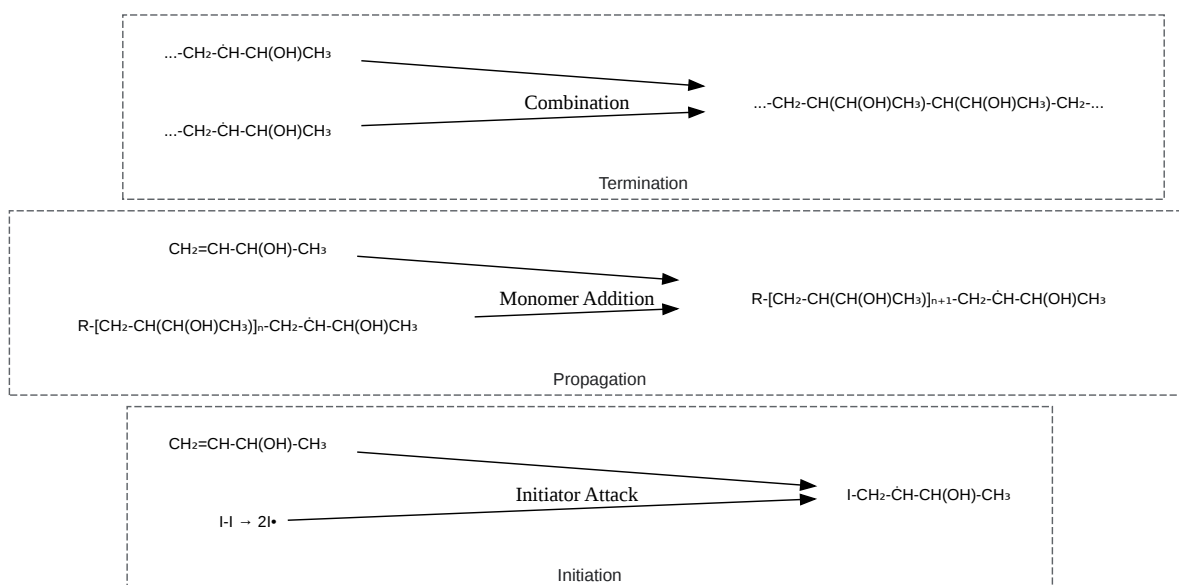 ...-CH₂-ĊH-CH(OH)CH₃
...-CH₂-ĊH-CH(OH)CH₃
Combination
...-CH₂-CH(CH(OH)CH₃)-CH(CH(OH)CH₃)-CH₂-...
Termination
CH₂=CH-CH(OH)-CH₃
R-[CH₂-CH(CH(OH)CH₃)]ₙ-CH₂-ĊH-CH(OH)CH₃
Monomer Addition
R-[CH₂-CH(CH(OH)CH₃)]ₙ₊₁-CH₂-ĊH-CH(OH)CH₃
Propagation
CH₂=CH-CH(OH)-CH₃
I-I → 2I•
Initiator Attack
I-CH₂-ĊH-CH(OH)-CH₃
Initiation